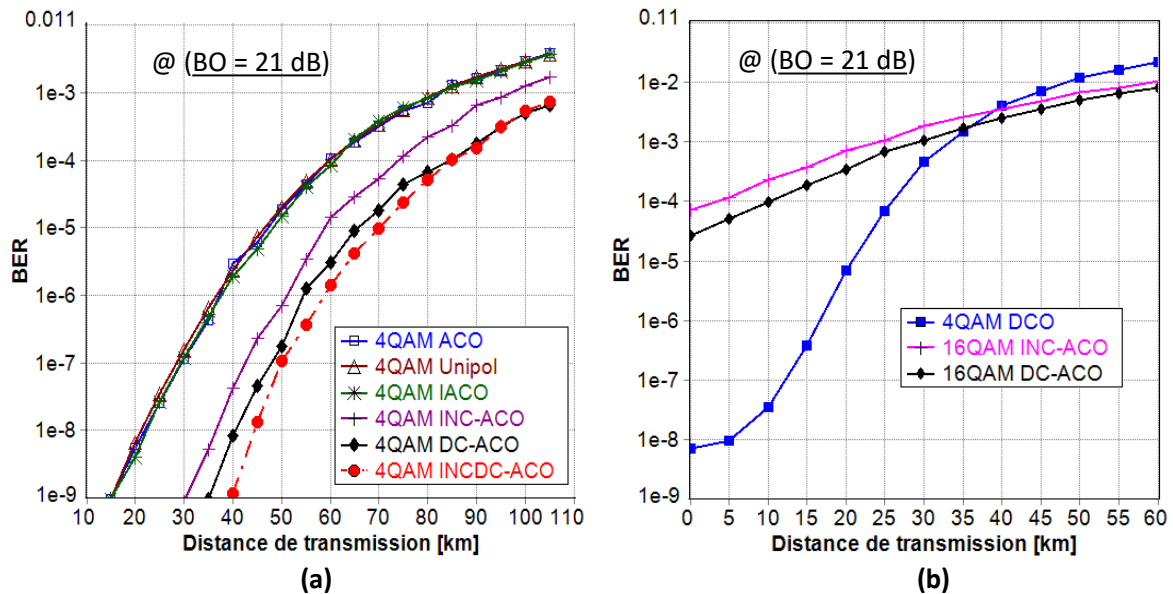 0.011
@ (BO = 21 dB)
1e-3
1e-4
1e-5
1e-6
1e-7
1e-8
1e-9
BER
4QAM ACO
4QAM Unipol
4QAM IACO
4QAM INC-ACO
4QAM DC-ACO
4QAM INCDC-ACO
10 20 30 40 50 60 70 80 90 100 110
Distance de transmission [km]
(a)
0.11
@ (BO = 21 dB)
1e-2
1e-3
1e-4
1e-5
1e-6
1e-7
1e-8
1e-9
BER
4QAM DCO
16QAM INC-ACO
16QAM DC-ACO
0 5 10 15 20 25 30 35 40 45 50 55 60
Distance de transmission [km]
(b)